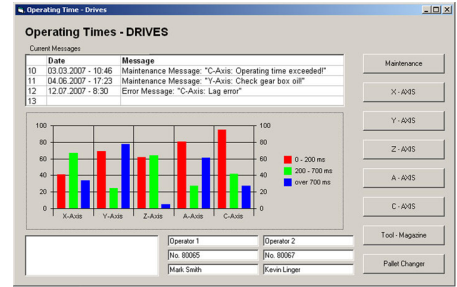 Operating Time - Drives
Operating Times - DRIVES
Current Messages
Date Message
10 03.03.2007 - 10:46 Maintenance Message: "C-Axis: Operating time exceeded!"
11 04.06.2007 - 17:23 Maintenance Message: "Y-Axis: Check gear box oil!"
12 12.07.2007 - 8:30 Error Message: "C-Axis: Lag error"
13
Maintenance
X - AXIS
Y - AXIS
Z - AXIS
A - AXIS
C - AXIS
Tool - Magazine
Pallet Changer
100 100
80 80
60 60
40 40
20 20
0 0
X-Axis Y-Axis Z-Axis A-Axis C-Axis
0 - 200 ms
200 - 700 ms
over 700 ms
Operator 1 Operator 2
No. 80065 No. 80067
Mark Smith Kevin Linger